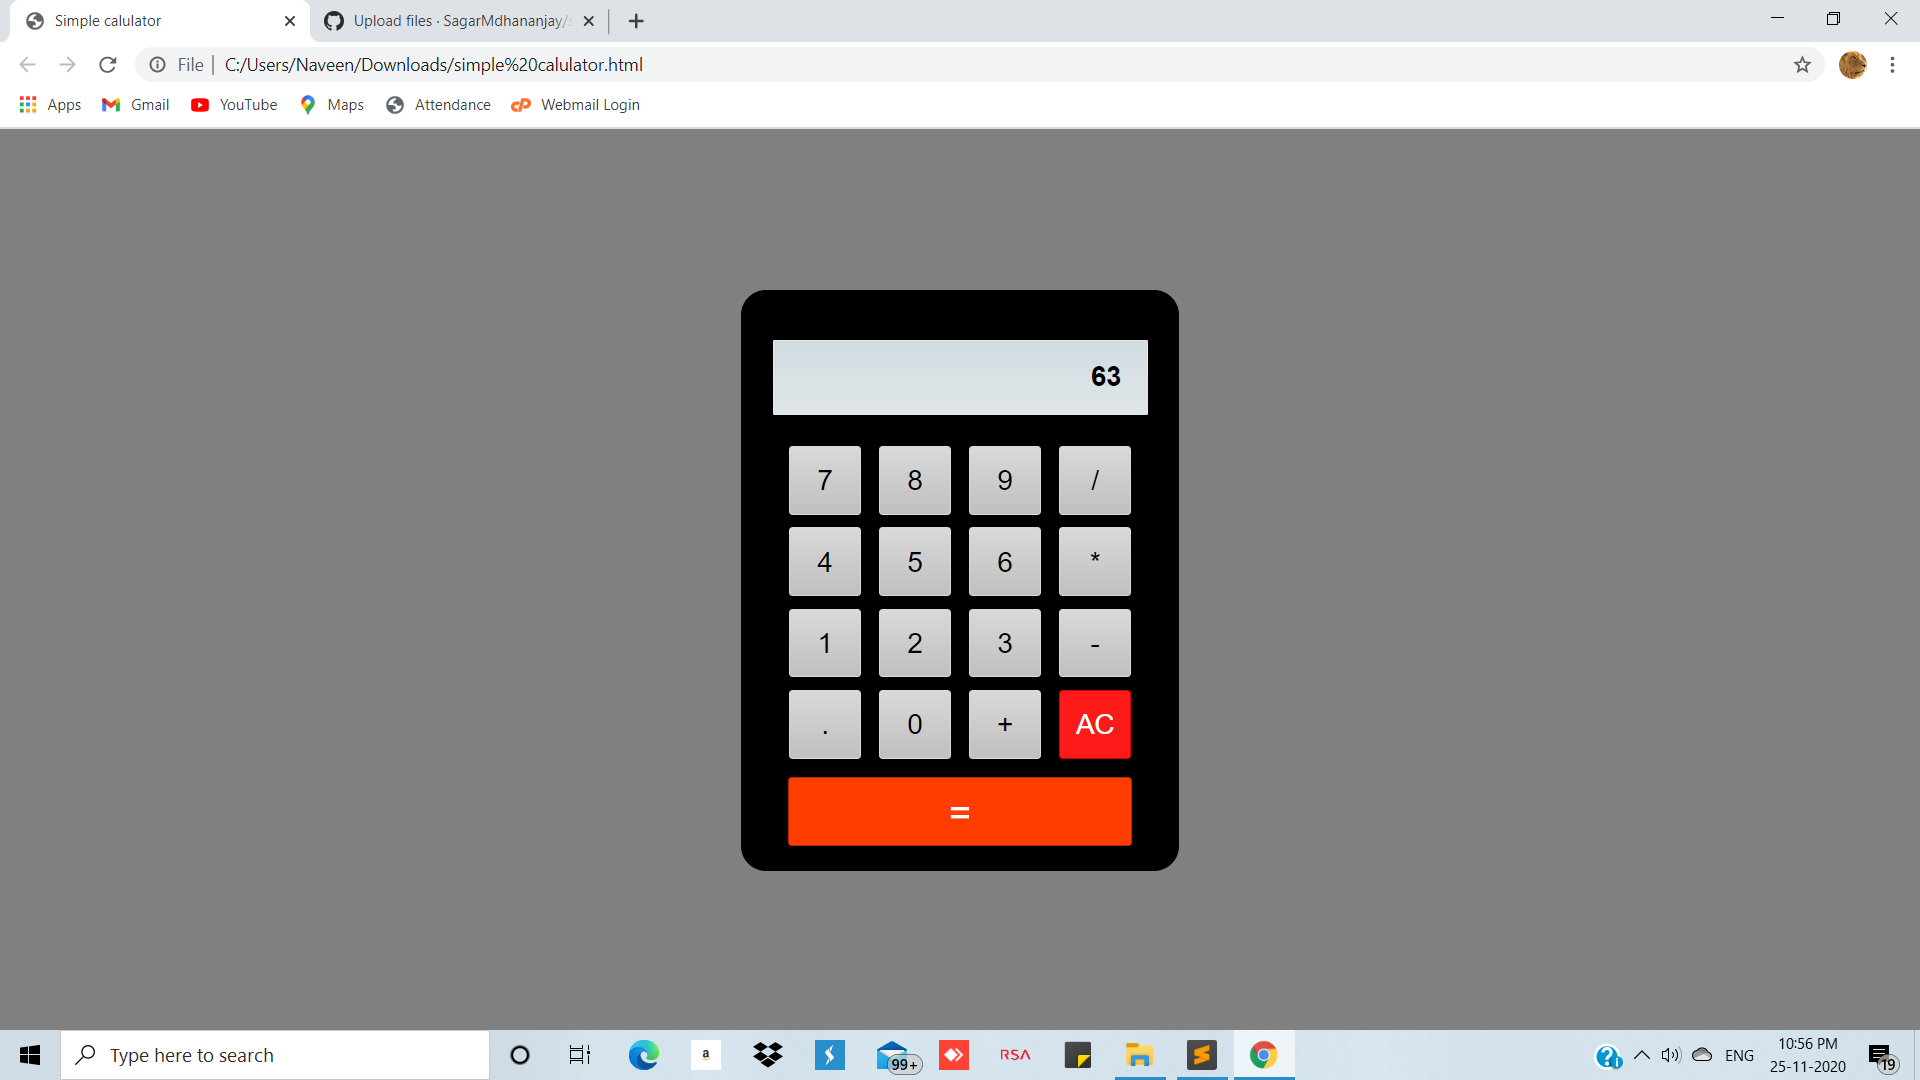 Simple calulator
Upload files · SagarMdhananjay/
File | C:/Users/Naveen/Downloads/simple%20calulator.html
Apps Gmail YouTube Maps Attendance Webmail Login
63
7 8 9 /
4 5 6 *
1 2 3 -
. 0 + AC
=
Type here to search
a
99+
RSA
ENG
10:56 PM
25-11-2020
19